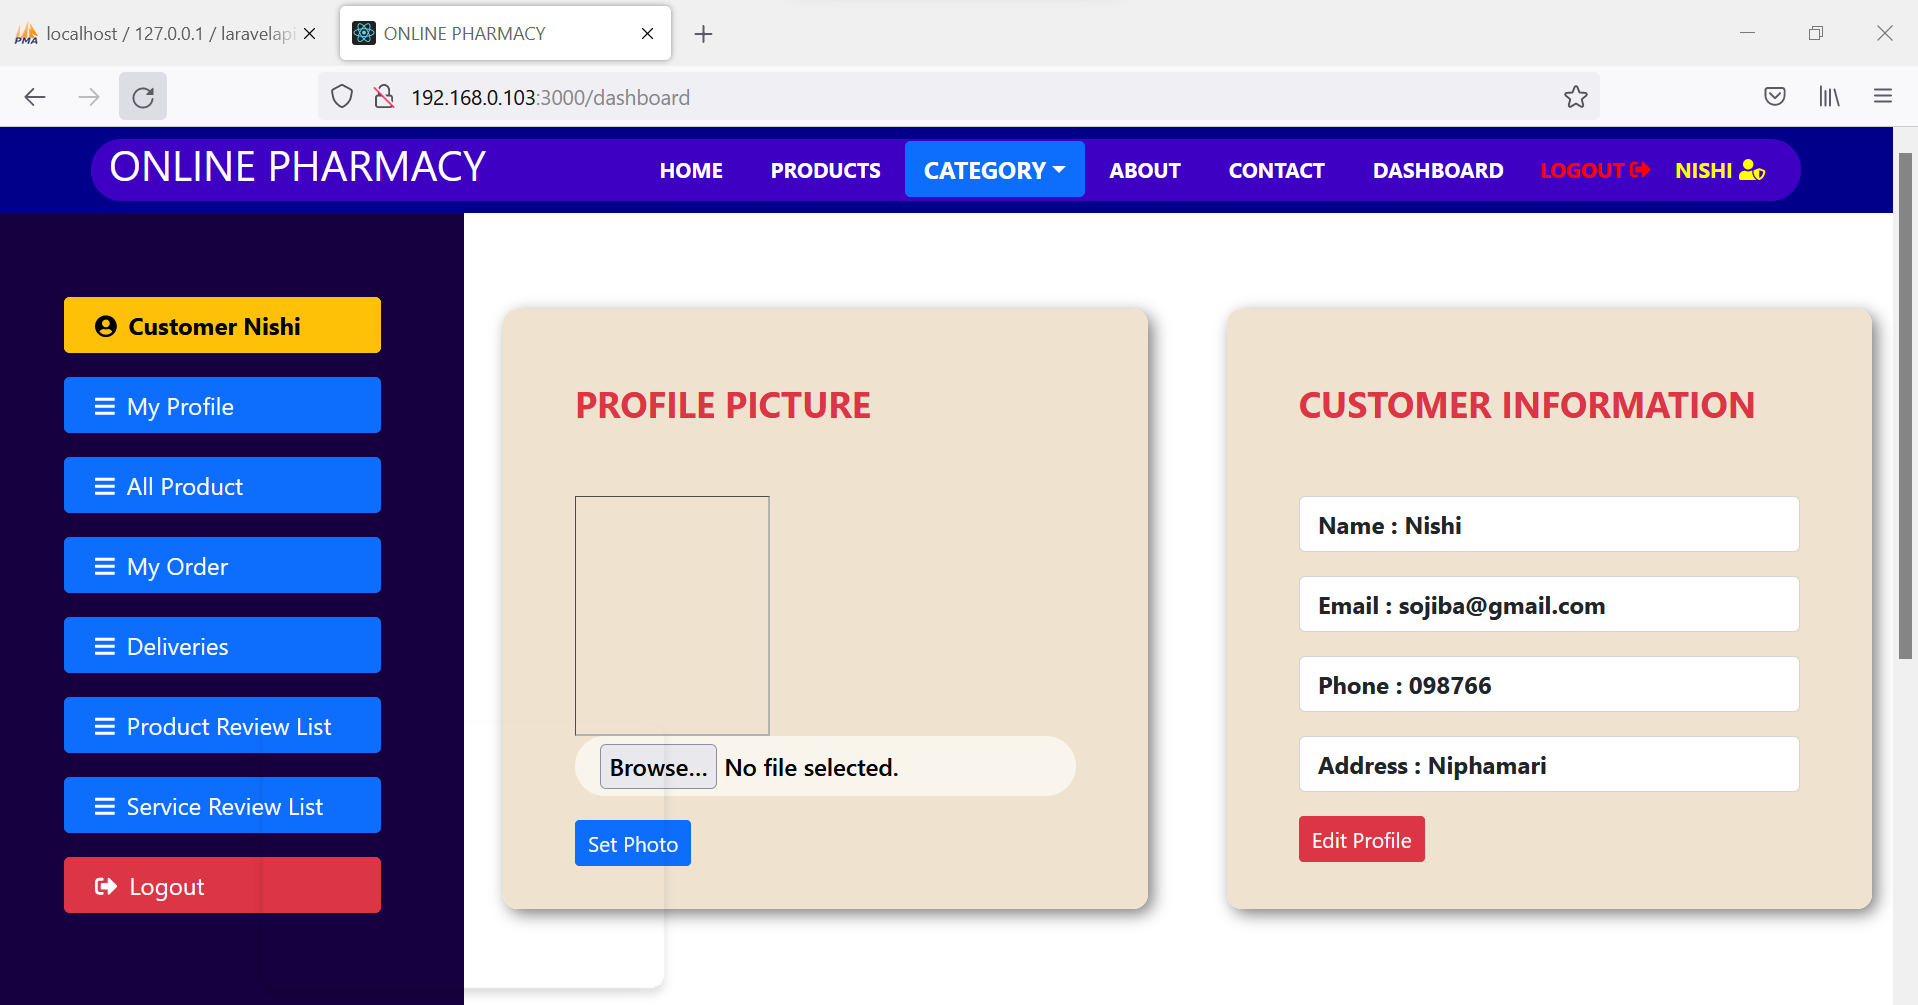 localhost / 127.0.0.1 / laravelapi
ONLINE PHARMACY
192.168.0.103:3000/dashboard
ONLINE PHARMACY
HOME
PRODUCTS
CATEGORY
ABOUT
CONTACT
DASHBOARD
LOGOUT
NISHI
Customer Nishi
My Profile
All Product
My Order
Deliveries
Product Review List
Service Review List
Logout
PROFILE PICTURE
Browse... No file selected.
Set Photo
CUSTOMER INFORMATION
Name : Nishi
Email : sojiba@gmail.com
Phone : 098766
Address : Niphamari
Edit Profile